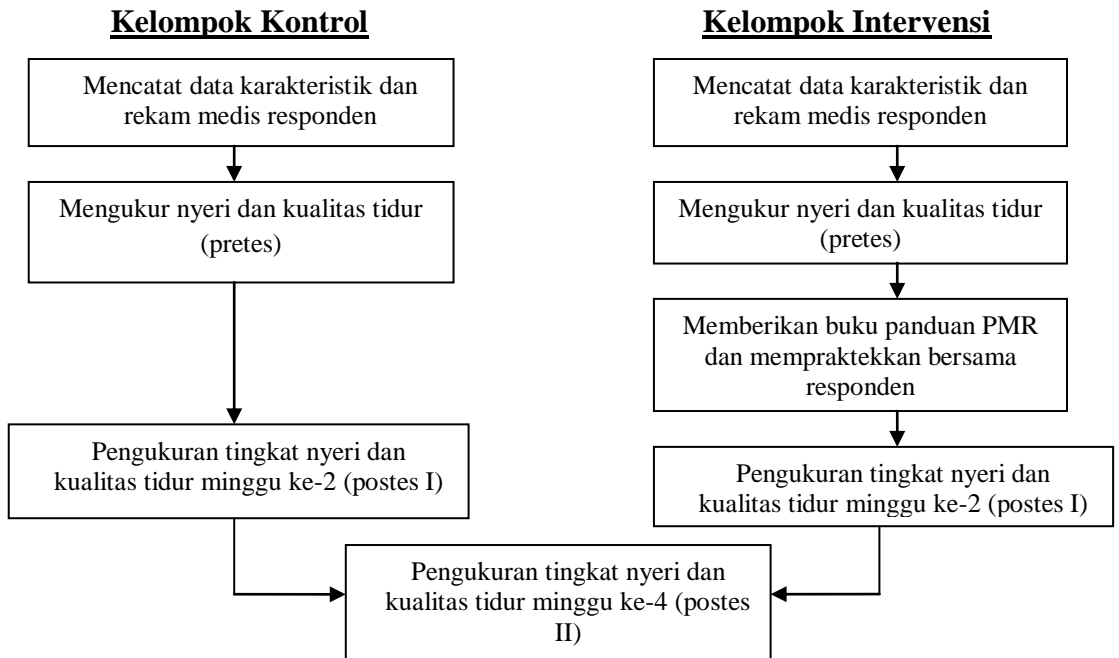 Kelompok Kontrol
Mencatat data karakteristik dan
rekam medis responden
Mengukur nyeri dan kualitas tidur
(pretes)
Pengukuran tingkat nyeri dan
kualitas tidur minggu ke-2 (postes I)
Kelompok Intervensi
Mencatat data karakteristik dan
rekam medis responden
Mengukur nyeri dan kualitas tidur
(pretes)
Memberikan buku panduan PMR
dan mempraktekkan bersama
responden
Pengukuran tingkat nyeri dan
kualitas tidur minggu ke-2 (postes I)
Pengukuran tingkat nyeri dan
kualitas tidur minggu ke-4 (postes
II)